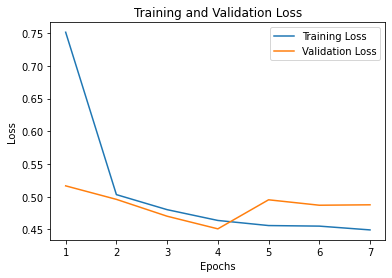 Training and Validation Loss
Training Loss
Validation Loss
0.75
0.70
0.65
0.60
0.55
0.50
0.45
Loss
1 2 3 4 5 6 7
Epochs